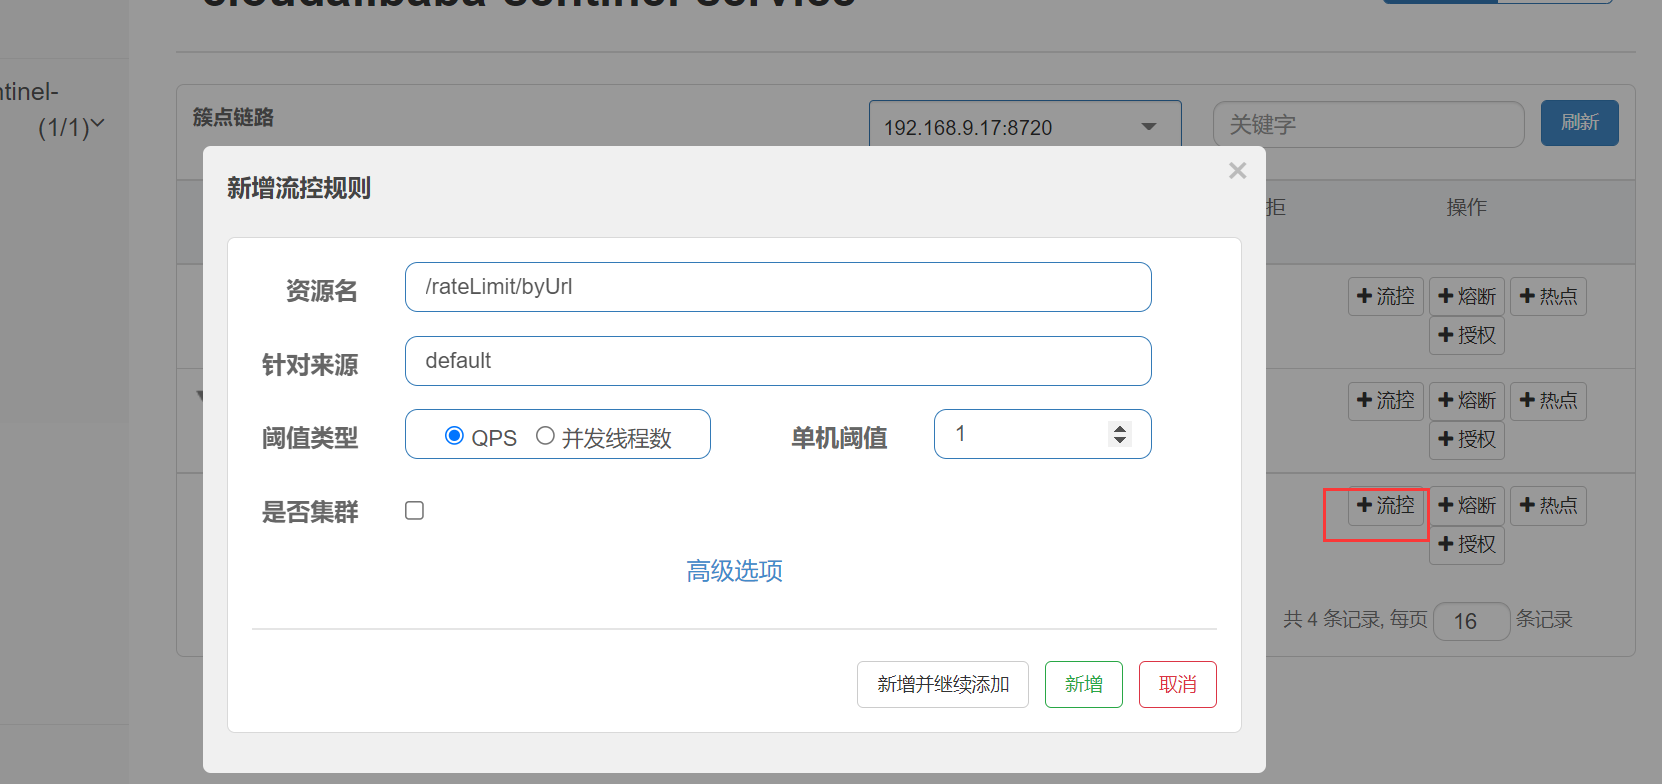 cloudalibaba-sentinel-service
ntinel-
(1/1)
簇点链路
192.168.9.17:8720
关键字
刷新
新增流控规则
×
拒
操作
资源名
/rateLimit/byUrl
针对来源
default
阈值类型
QPS
并发线程数
单机阈值
1
是否集群
高级选项
新增并继续添加
新增
取消
+流控
+熔断
+热点
+授权
+流控
+熔断
+热点
+授权
+流控
+熔断
+热点
+授权
共 4 条记录, 每页 16 条记录